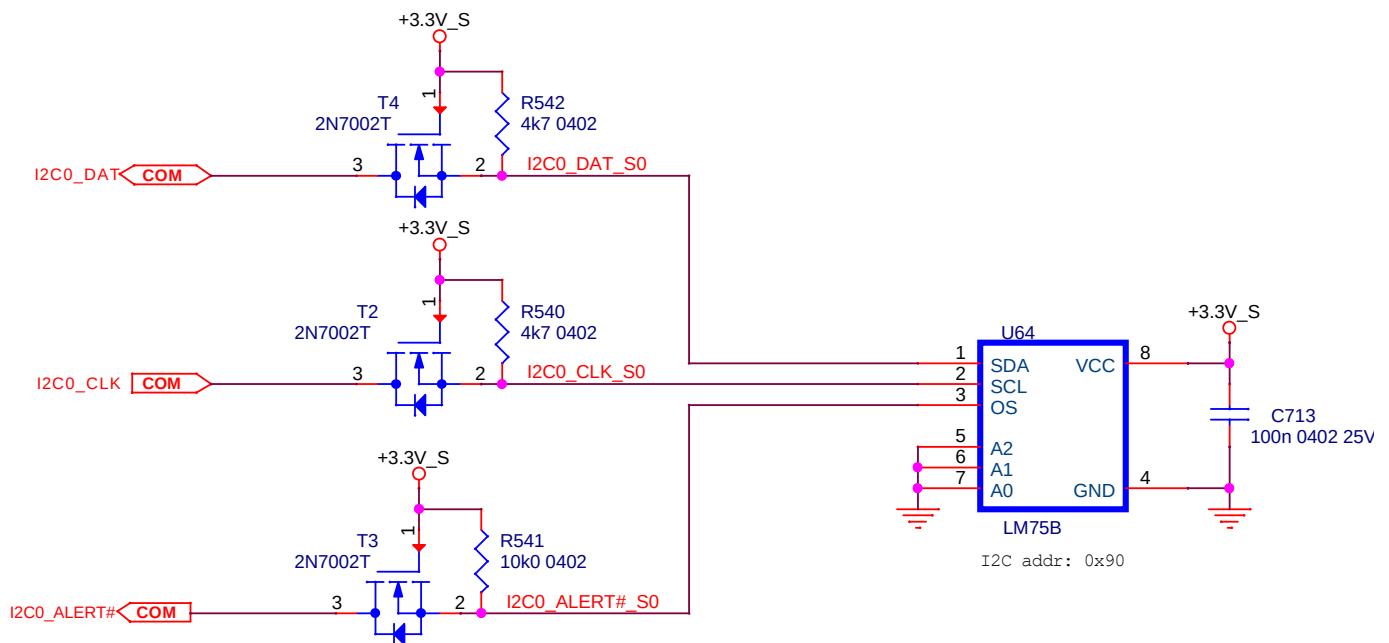 +3.3V_S
1
T4
2N7002T
R542
4k7 0402
I2C0_DAT
COM
3
2
I2C0_DAT_S0
+3.3V_S
1
T2
2N7002T
R540
4k7 0402
I2C0_CLK
COM
3
2
I2C0_CLK_S0
+3.3V_S
1
T3
2N7002T
R541
10k0 0402
I2C0_ALERT#
COM
3
2
I2C0_ALERT#_S0
U64
1
SDA
2
SCL
3
OS
5
A2
6
A1
7
A0
VCC
8
GND
4
LM75B
I2C addr: 0x90
+3.3V_S
C713
100n 0402 25V